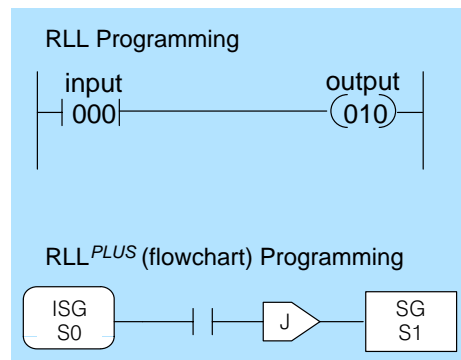 RLL Programming
input output
000 010
RLLPLUS (flowchart) Programming
ISG SG
S0 J S1